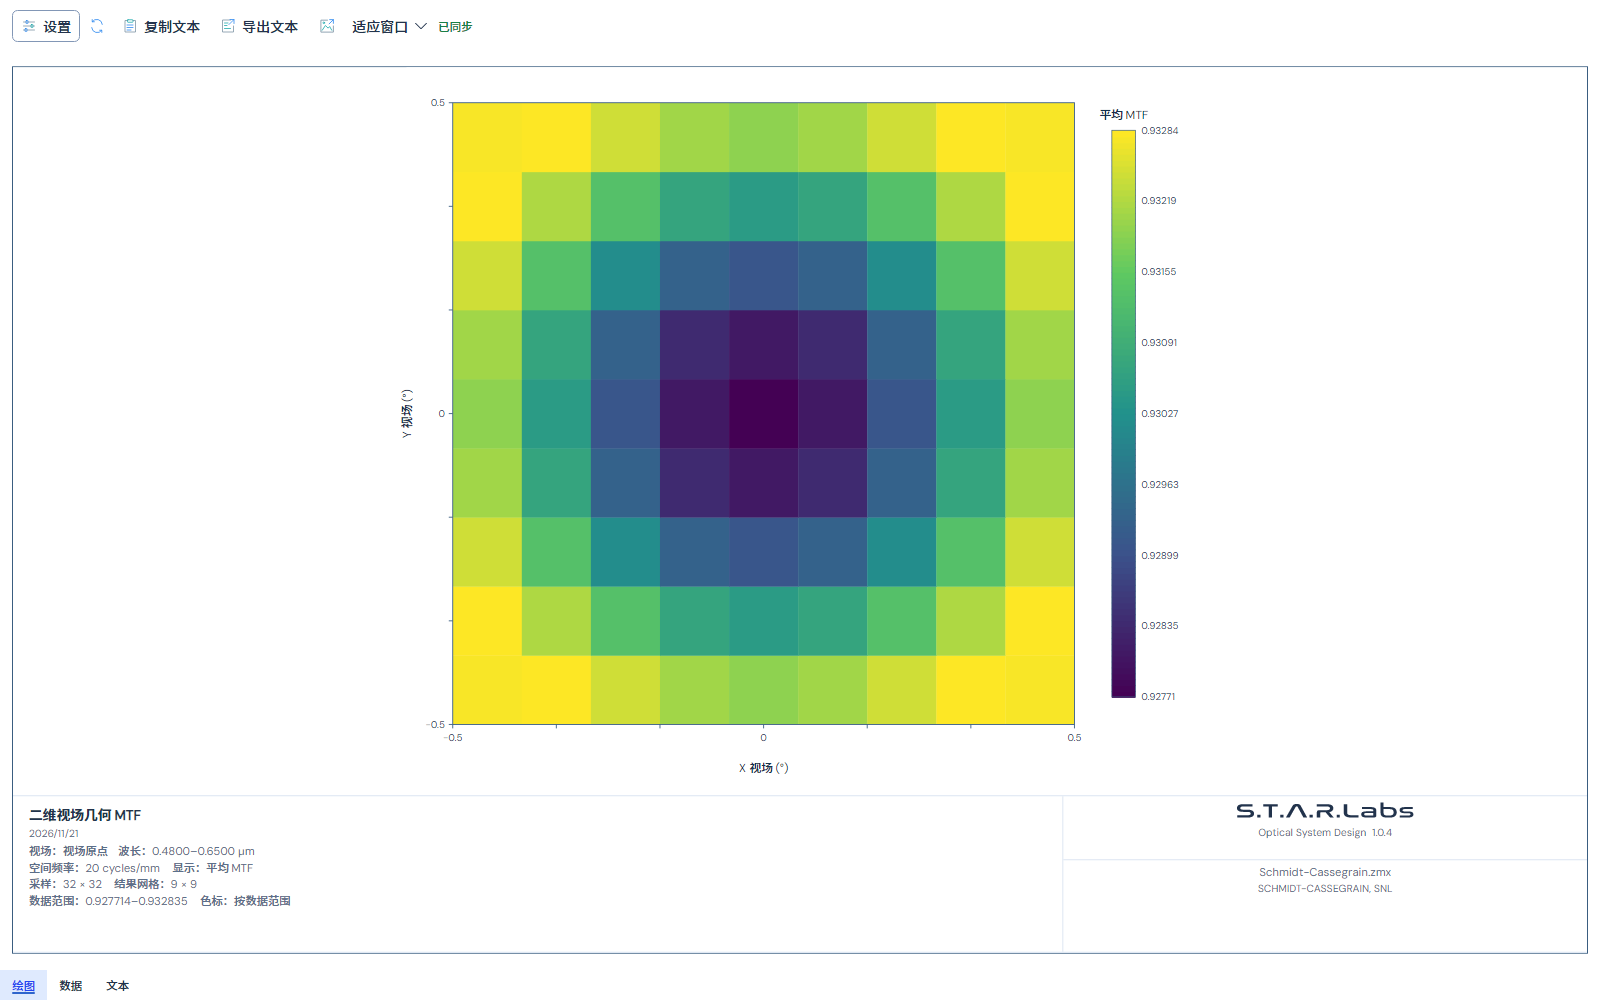 设置 复制文本 导出文本 适应窗口 已同步
平均 MTF
0.93284
0.93219
0.93155
0.93091
0.93027
0.92963
0.92899
0.92835
0.92771
0.5
0
-0.5
Y 视场 (°)
-0.5 0 0.5
X 视场 (°)
二维视场几何 MTF
2026/11/21
视场：视场原点 波长：0.4800–0.6500 µm
空间频率：20 cycles/mm 显示：平均 MTF
采样：32 × 32 结果网格：9 × 9
数据范围：0.927714–0.932835 色标：按数据范围
S.T.A.R.Labs
Optical System Design 1.0.4
Schmidt-Cassegrain.zmx
SCHMIDT-CASSEGRAIN, SNL
绘图 数据 文本